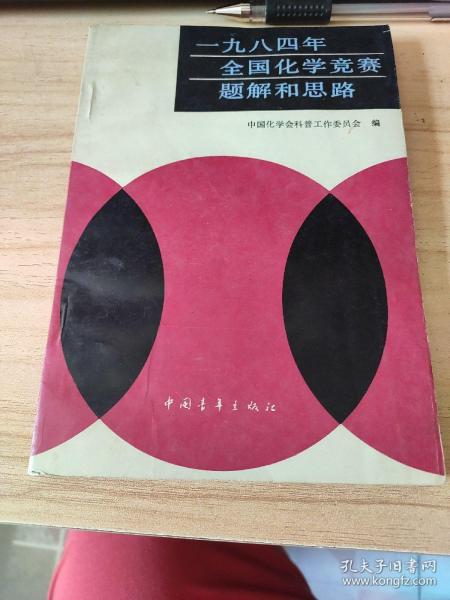 一九八四年
全国化学竞赛
题解和思路
中国化学会科普工作委员会 编
中国青年出版社
孔夫子旧书网
www.kongfz.com